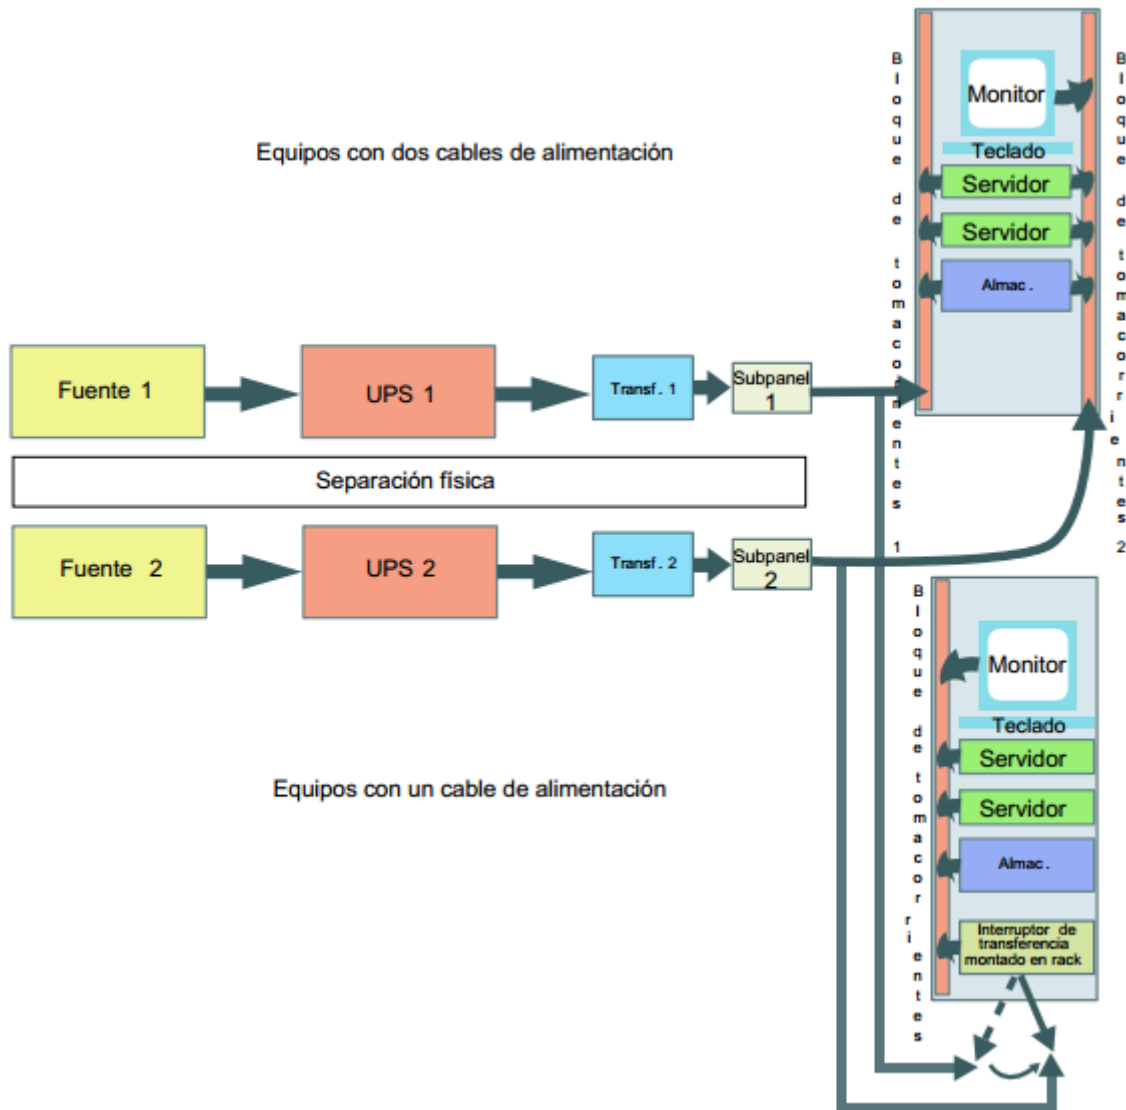 Equipos con dos cables de alimentación
Bloque de tomacorrientes 1
Monitor
Teclado
Servidor
Servidor
Almac.
Bloque de tomacorrientes 2
Fuente 1
UPS 1
Transf. 1
Subpanel
1
Separación física
Fuente 2
UPS 2
Transf. 2
Subpanel
2
Equipos con un cable de alimentación
Bloque de tomacorrientes
Monitor
Teclado
Servidor
Servidor
Almac.
Interruptor de
transferencia
montado en rack